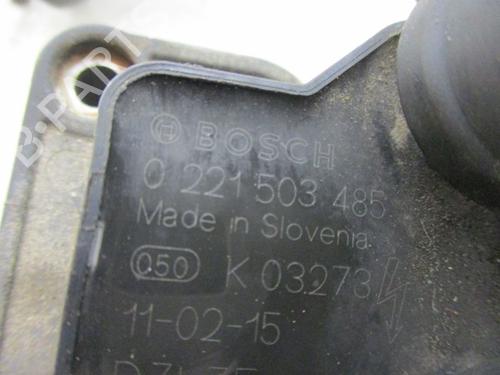 B-PARTS
BOSCH
0 221 503 485
Made in Slovenia
050 K 03273
11-02-15